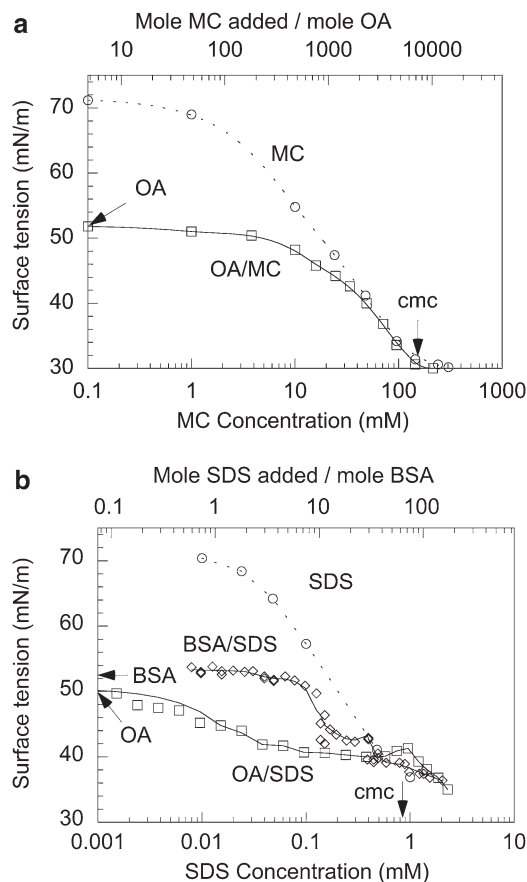 a
Mole MC added / mole OA
10 100 1000 10000
70
60
50
40
30
Surface tension (mN/m)
MC
OA
OA/MC
cmc
0.1 1 10 100 1000
MC Concentration (mM)
b
Mole SDS added / mole BSA
0.1 1 10 100
70
60
50
40
30
Surface tension (mN/m)
SDS
BSA/SDS
BSA
OA
OA/SDS
cmc
0.001 0.01 0.1 1 10
SDS Concentration (mM)